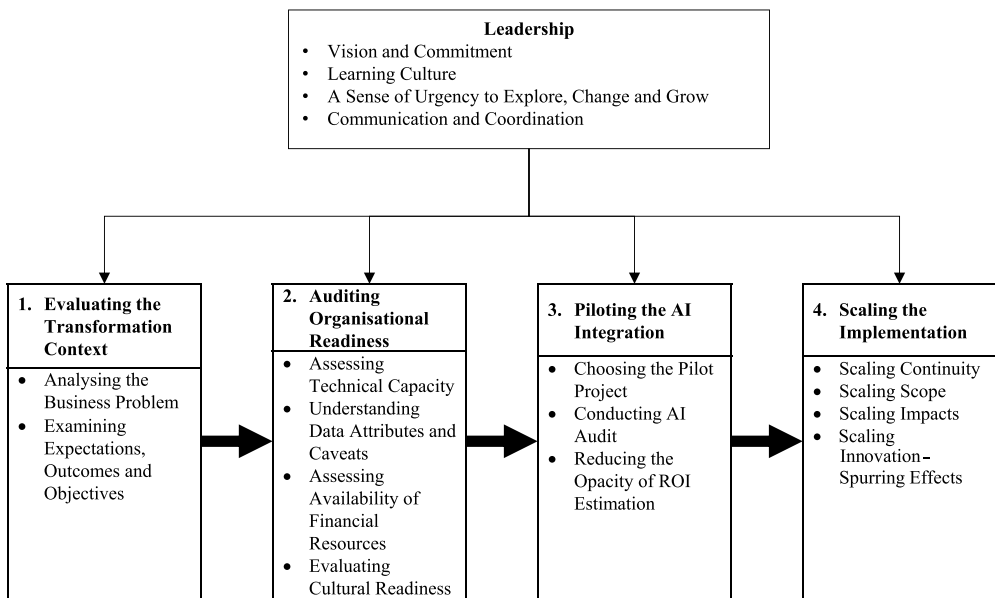 Leadership
• Vision and Commitment
• Learning Culture
• A Sense of Urgency to Explore, Change and Grow
• Communication and Coordination
1. Evaluating the
Transformation
Context
• Analysing the
Business Problem
• Examining
Expectations,
Outcomes and
Objectives
2. Auditing
Organisational
Readiness
• Assessing
Technical Capacity
• Understanding
Data Attributes and
Caveats
• Assessing
Availability of
Financial
Resources
• Evaluating
Cultural Readiness
3. Piloting the AI
Integration
• Choosing the Pilot
Project
• Conducting AI
Audit
• Reducing the
Opacity of ROI
Estimation
4. Scaling the
Implementation
• Scaling Continuity
• Scaling Scope
• Scaling Impacts
• Scaling
Innovation–
Spurring Effects